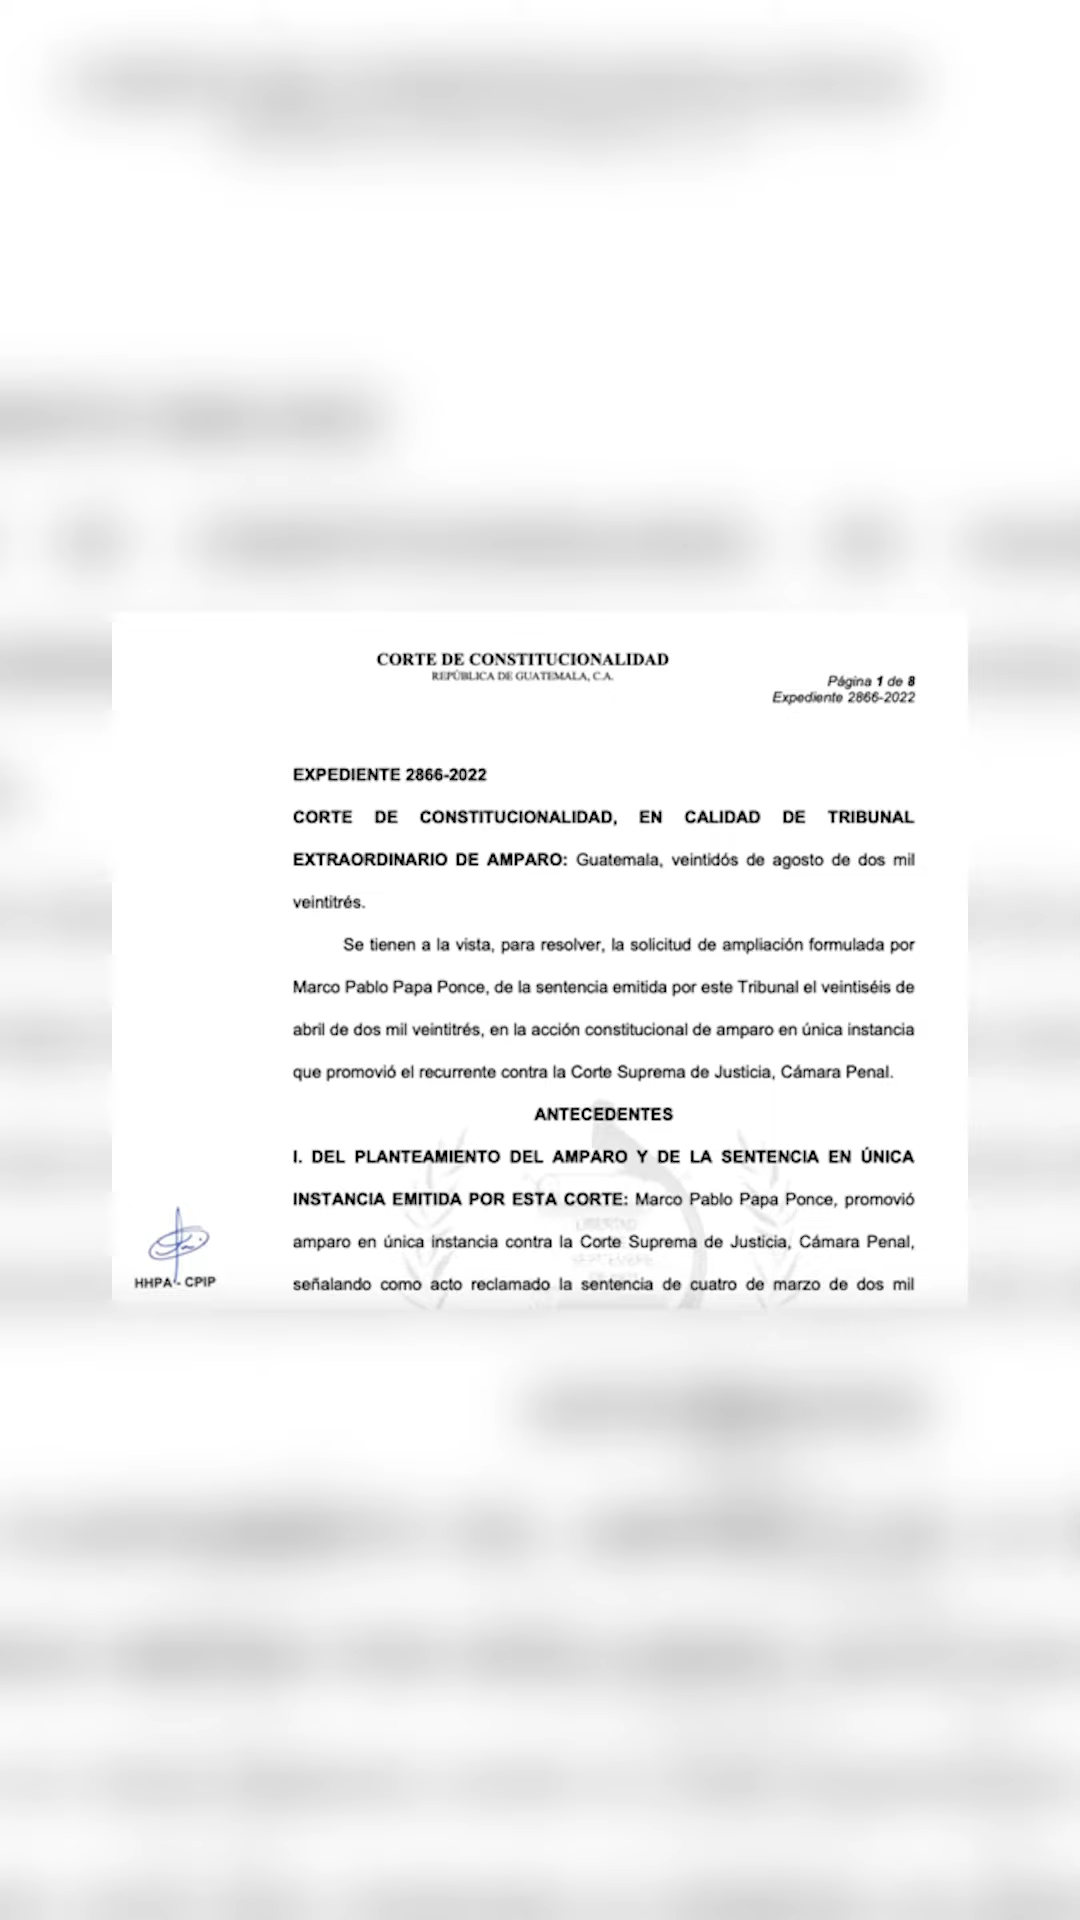 CORTE DE CONSTITUCIONALIDAD
REPÚBLICA DE GUATEMALA, C.A.
Página 1 de 8
Expediente 2866-2022
EXPEDIENTE 2866-2022
CORTE DE CONSTITUCIONALIDAD, EN CALIDAD DE TRIBUNAL
EXTRAORDINARIO DE AMPARO: Guatemala, veintidós de agosto de dos mil
veintitrés.
Se tienen a la vista, para resolver, la solicitud de ampliación formulada por
Marco Pablo Papa Ponce, de la sentencia emitida por este Tribunal el veintiséis de
abril de dos mil veintitrés, en la acción constitucional de amparo en única instancia
que promovió el recurrente contra la Corte Suprema de Justicia, Cámara Penal.
ANTECEDENTES
I. DEL PLANTEAMIENTO DEL AMPARO Y DE LA SENTENCIA EN ÚNICA
INSTANCIA EMITIDA POR ESTA CORTE: Marco Pablo Papa Ponce, promovió
amparo en única instancia contra la Corte Suprema de Justicia, Cámara Penal,
señalando como acto reclamado la sentencia de cuatro de marzo de dos mil
HHPA - CPIP
LIBERTAD